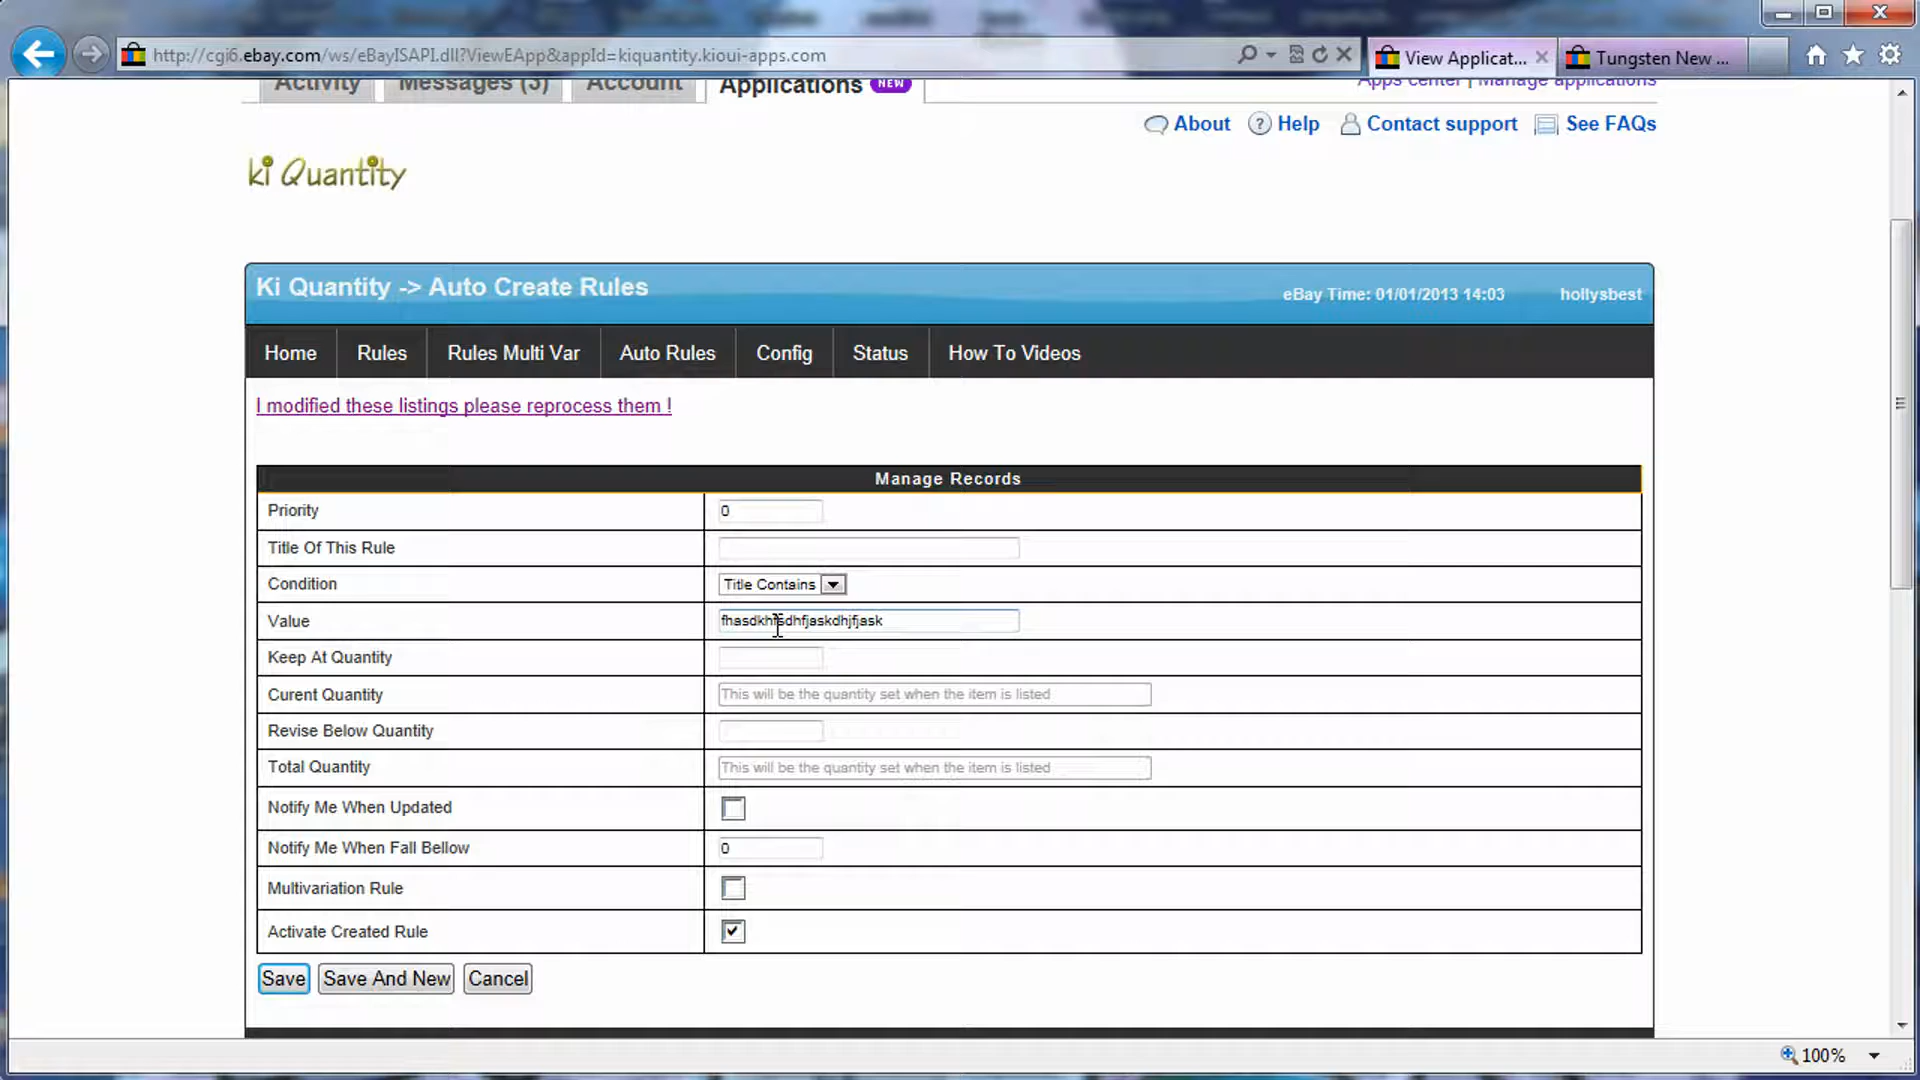 http://cgi6.ebay.com/ws/eBayISAPI.dll?ViewEApp&appId=kiquantity.kioui-apps.com
View Applicat...
Tungsten New ...
Activity
Messages (3)
Account
Applications
NEW
Apps center | Manage applications
About
Help
Contact support
See FAQs
ki Quantity
Ki Quantity -> Auto Create Rules
eBay Time: 01/01/2013 14:03
hollysbest
Home
Rules
Rules Multi Var
Auto Rules
Config
Status
How To Videos
I modified these listings please reprocess them !
Manage Records
Priority
0
Title Of This Rule
Condition
Title Contains
Value
fhasdkhfsdhfjaskdhjfjask
Keep At Quantity
Curent Quantity
This will be the quantity set when the item is listed
Revise Below Quantity
Total Quantity
This will be the quantity set when the item is listed
Notify Me When Updated
Notify Me When Fall Bellow
0
Multivariation Rule
Activate Created Rule
Save
Save And New
Cancel
100%